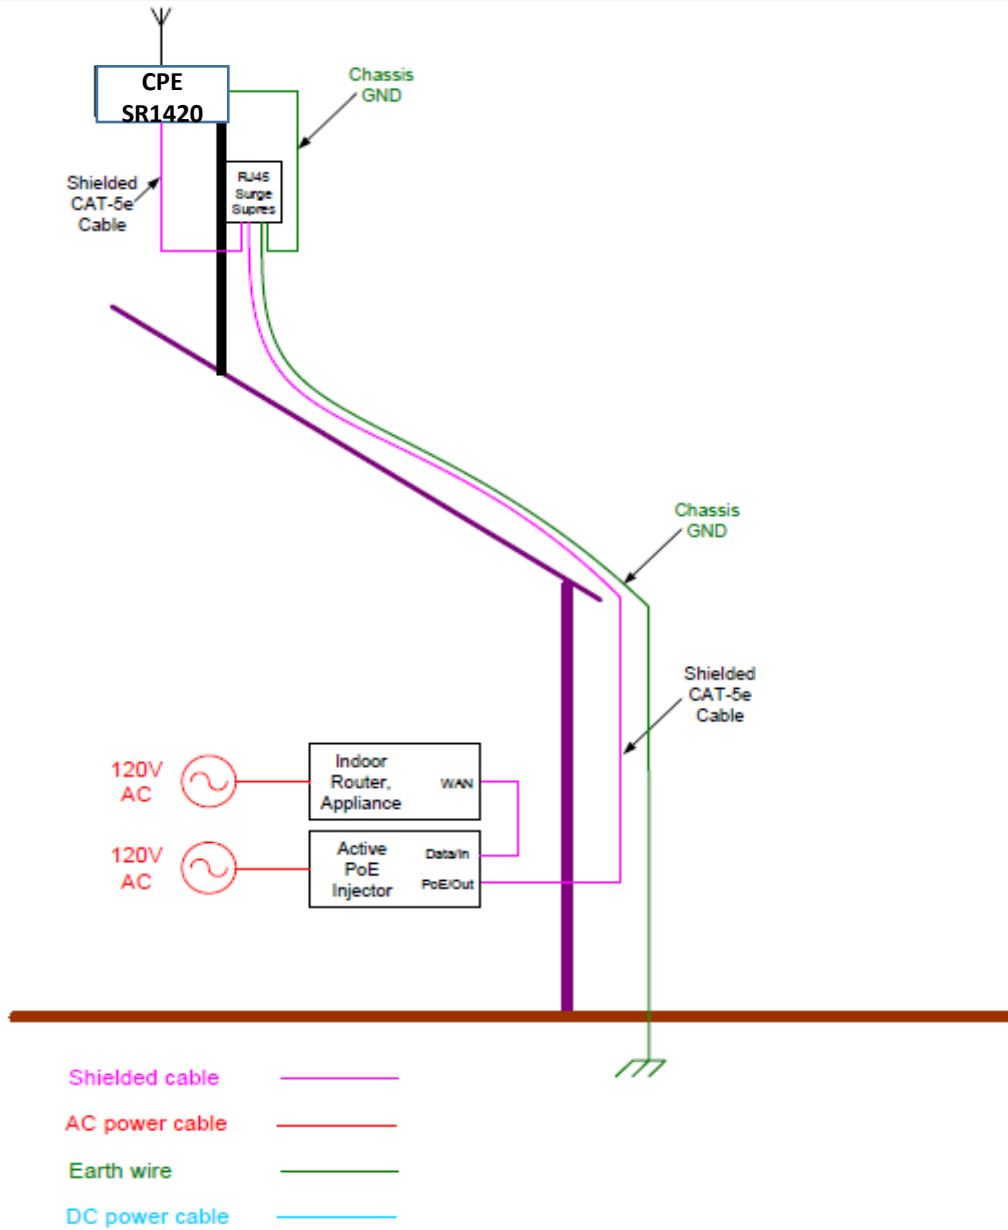 CPE
SR1420
Chassis
GND
Shielded
CAT-5e
Cable
RJ45
Surge
Supres
Chassis
GND
Shielded
CAT-5e
Cable
120V
AC
Indoor
Router,
Appliance
WAN
120V
AC
Active
PoE
Injector
Data/In
PoE/Out
Shielded cable
AC power cable
Earth wire
DC power cable